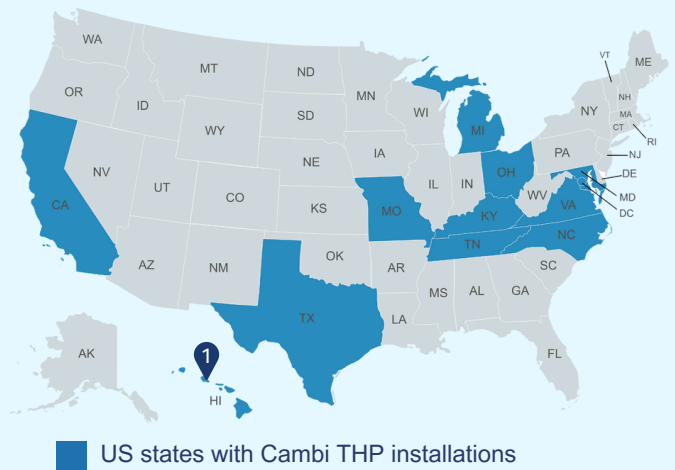 WA
MT
ND
MN
VT
ME
OR
ID
SD
WI
MI
NY
NH
MA
CT
RI
WY
NE
IA
PA
NJ
NV
UT
CO
IL
IN
OH
WV
DE
MD
DC
CA
KS
MO
KY
VA
AZ
NM
OK
AR
TN
NC
TX
LA
MS
AL
GA
SC
FL
AK
1
HI
US states with Cambi THP installations